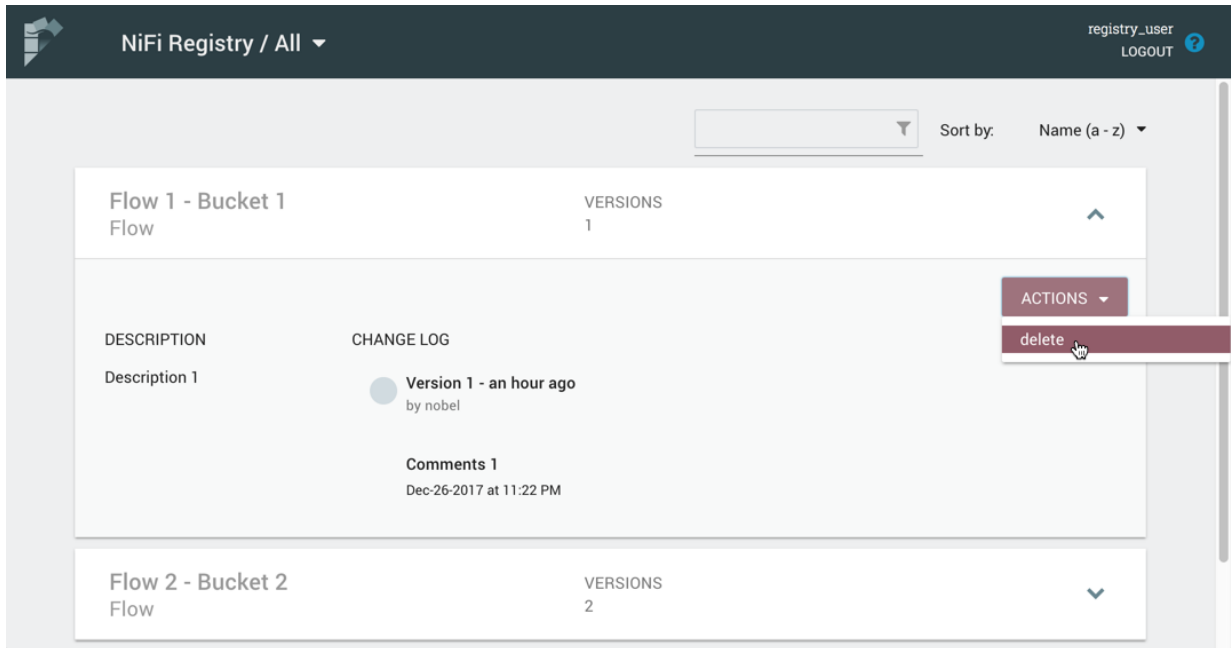 NiFi Registry / All
registry_user
LOGOUT
?
Sort by:
Name (a - z)
Flow 1 - Bucket 1
Flow
VERSIONS
1
ACTIONS
delete
DESCRIPTION
Description 1
CHANGE LOG
Version 1 - an hour ago
by nobel
Comments 1
Dec-26-2017 at 11:22 PM
Flow 2 - Bucket 2
Flow
VERSIONS
2